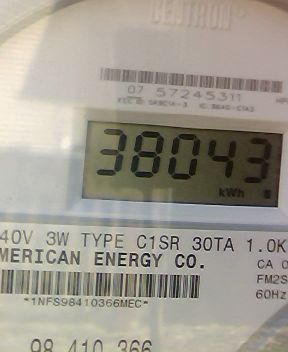 CENTRON
07 57245311
38043
kWh
40V 3W TYPE C1SR 30TA 1.0K
MERICAN ENERGY CO.
CA 0
FM2S
*1NFS98410366MEC*
60Hz
98 410 366